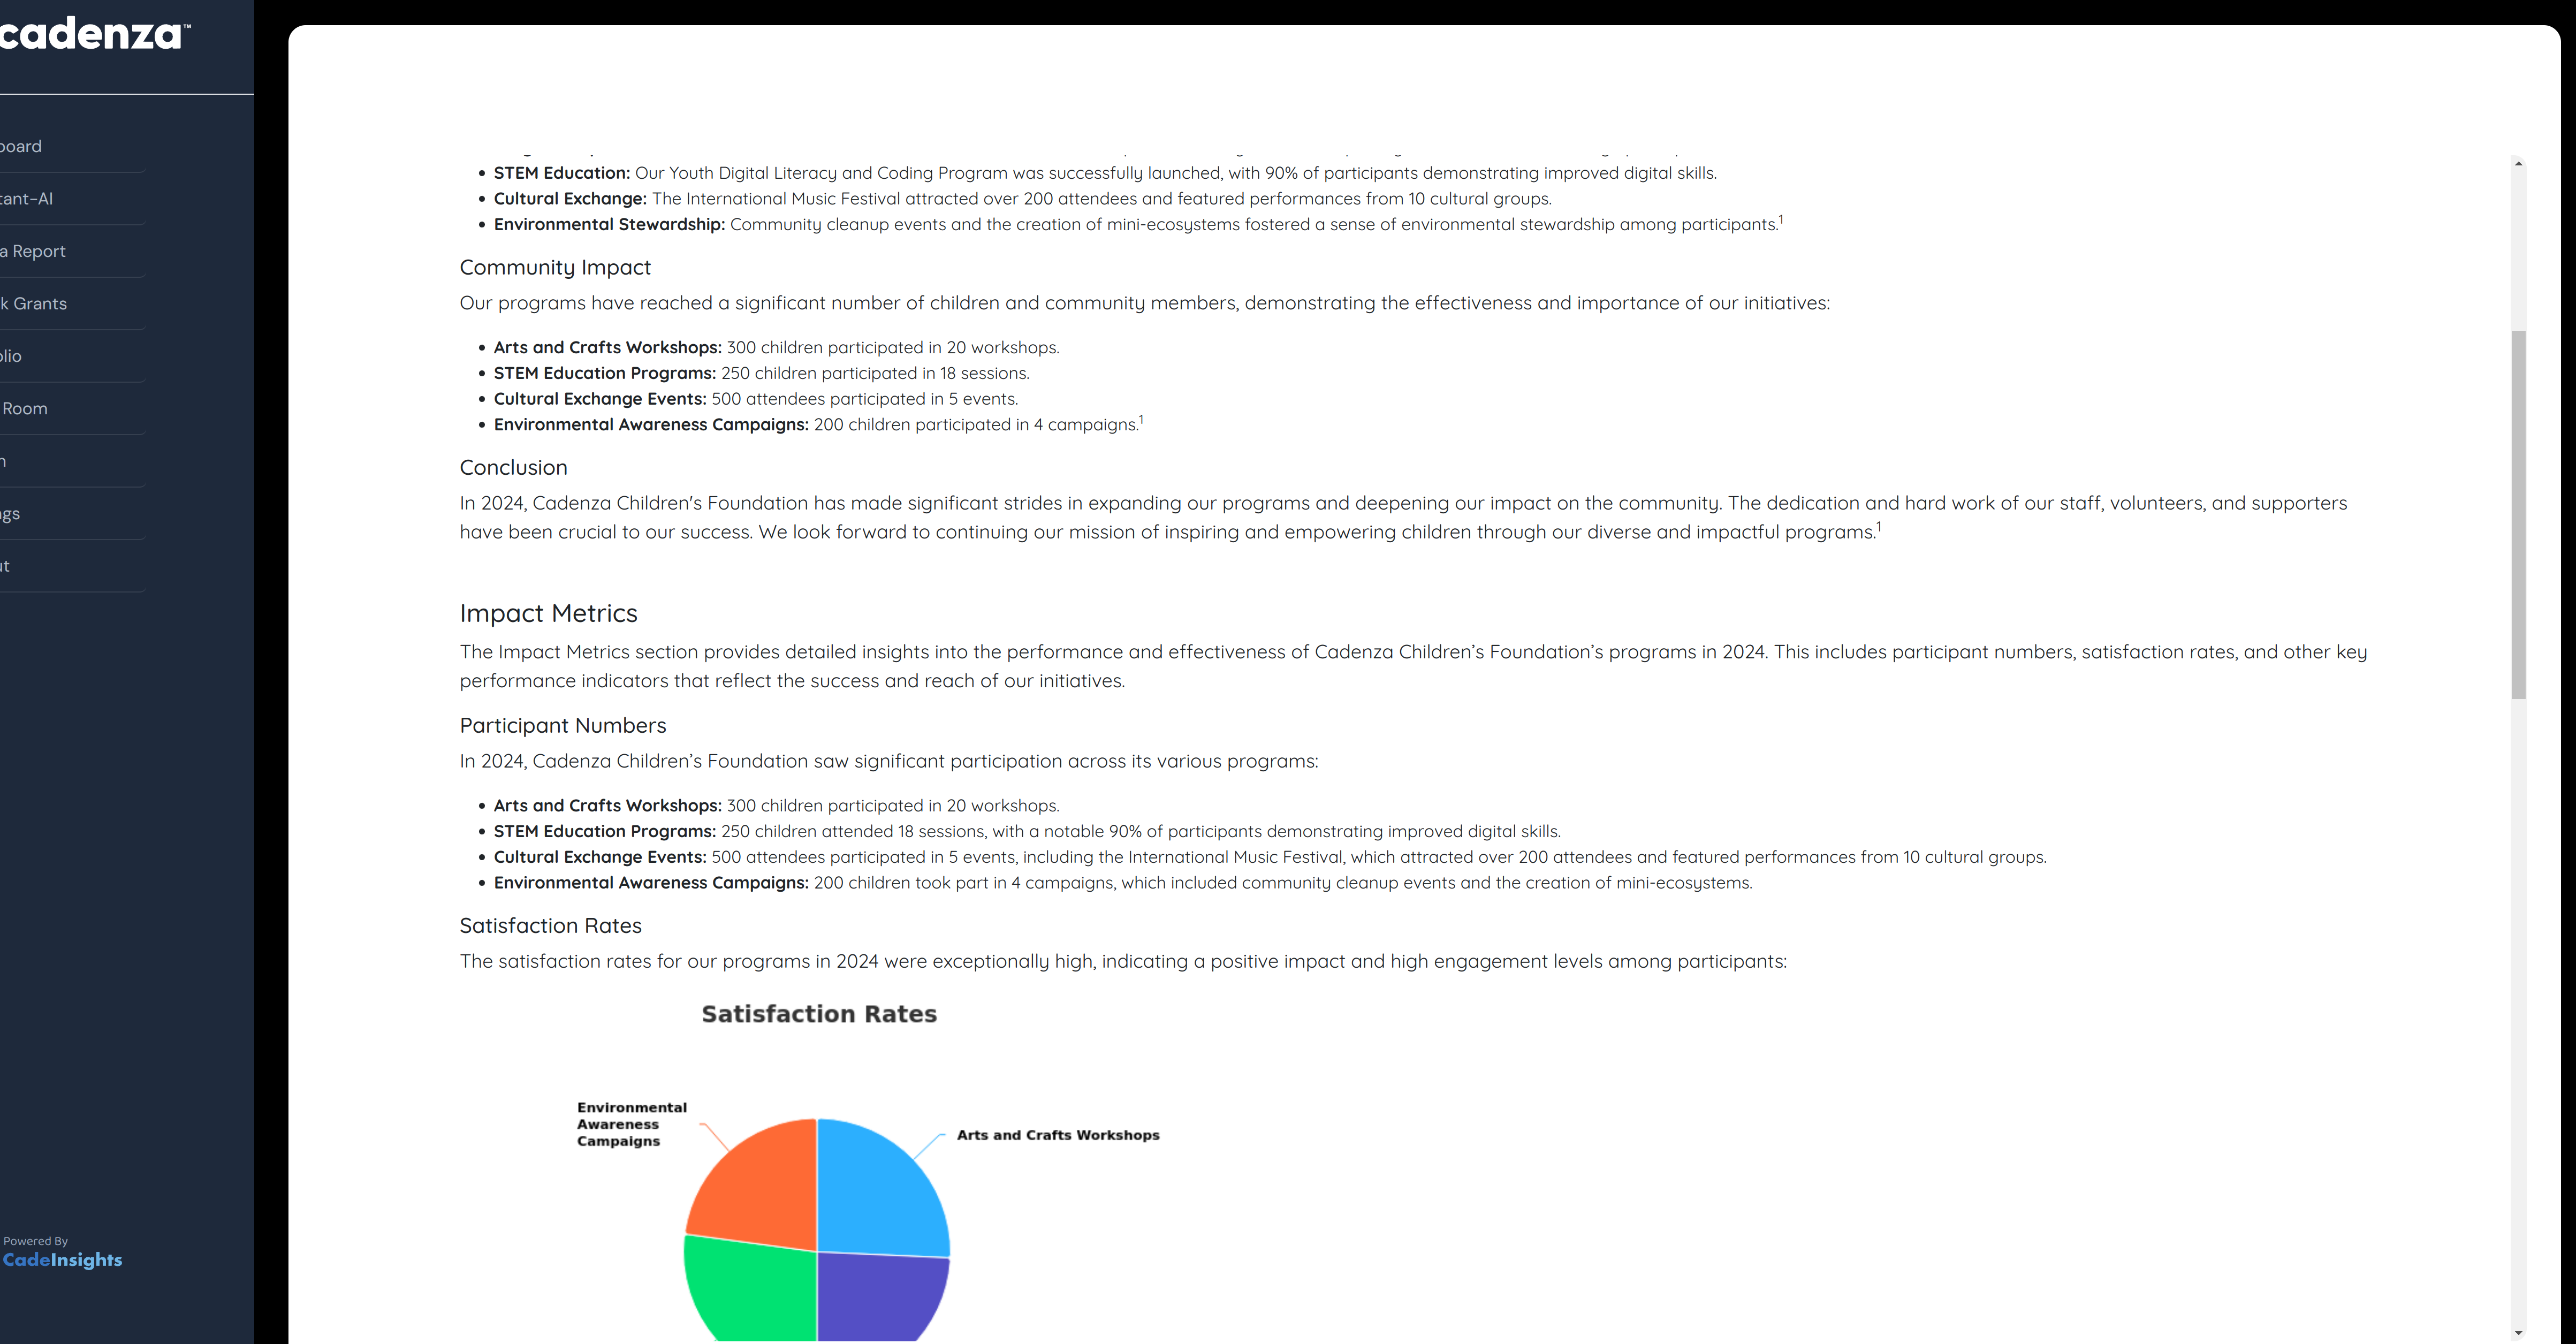 cadenza™
board
tant-AI
a Report
k Grants
olio
Room
n
ngs
ut
Powered By
CadeInsights
• STEM Education: Our Youth Digital Literacy and Coding Program was successfully launched, with 90% of participants demonstrating improved digital skills.
• Cultural Exchange: The International Music Festival attracted over 200 attendees and featured performances from 10 cultural groups.
• Environmental Stewardship: Community cleanup events and the creation of mini-ecosystems fostered a sense of environmental stewardship among participants.1
Community Impact
Our programs have reached a significant number of children and community members, demonstrating the effectiveness and importance of our initiatives:
• Arts and Crafts Workshops: 300 children participated in 20 workshops.
• STEM Education Programs: 250 children participated in 18 sessions.
• Cultural Exchange Events: 500 attendees participated in 5 events.
• Environmental Awareness Campaigns: 200 children participated in 4 campaigns.1
Conclusion
In 2024, Cadenza Children's Foundation has made significant strides in expanding our programs and deepening our impact on the community. The dedication and hard work of our staff, volunteers, and supporters
have been crucial to our success. We look forward to continuing our mission of inspiring and empowering children through our diverse and impactful programs.1
Impact Metrics
The Impact Metrics section provides detailed insights into the performance and effectiveness of Cadenza Children’s Foundation’s programs in 2024. This includes participant numbers, satisfaction rates, and other key
performance indicators that reflect the success and reach of our initiatives.
Participant Numbers
In 2024, Cadenza Children’s Foundation saw significant participation across its various programs:
• Arts and Crafts Workshops: 300 children participated in 20 workshops.
• STEM Education Programs: 250 children attended 18 sessions, with a notable 90% of participants demonstrating improved digital skills.
• Cultural Exchange Events: 500 attendees participated in 5 events, including the International Music Festival, which attracted over 200 attendees and featured performances from 10 cultural groups.
• Environmental Awareness Campaigns: 200 children took part in 4 campaigns, which included community cleanup events and the creation of mini-ecosystems.
Satisfaction Rates
The satisfaction rates for our programs in 2024 were exceptionally high, indicating a positive impact and high engagement levels among participants:
Satisfaction Rates
Environmental
Awareness
Campaigns
Arts and Crafts Workshops